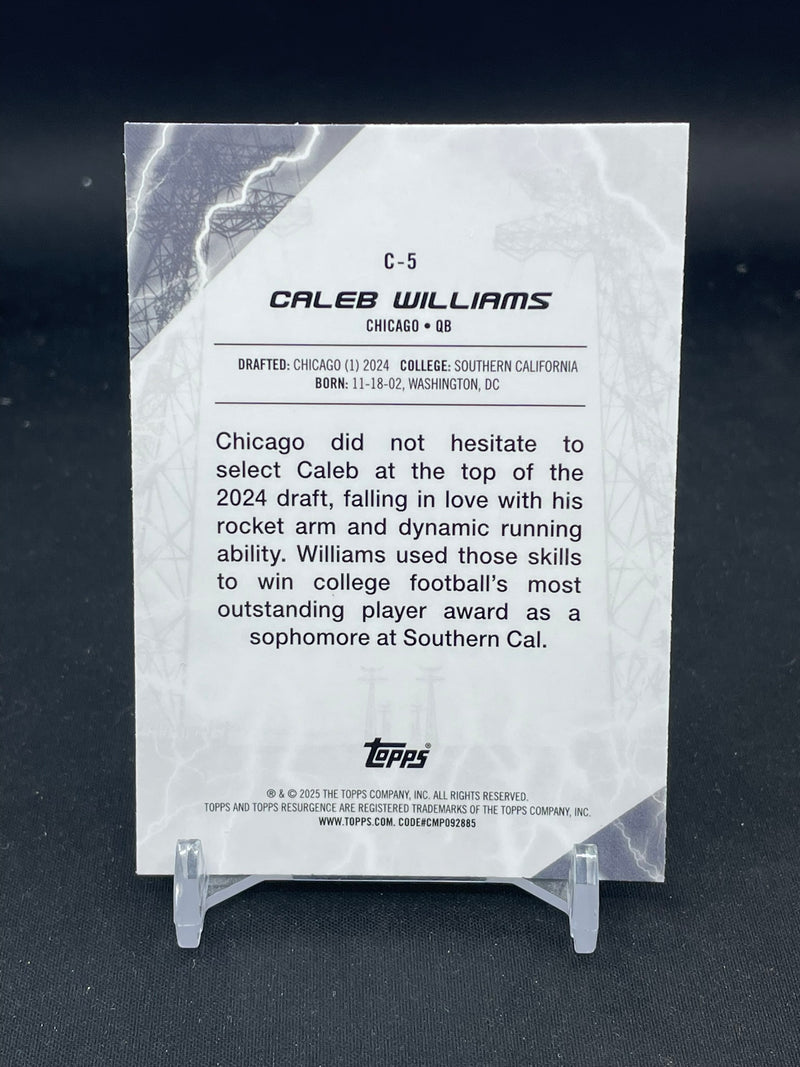 C-5
CALEB WILLIAMS
CHICAGO • QB
DRAFTED: CHICAGO (1) 2024 COLLEGE: SOUTHERN CALIFORNIA
BORN: 11-18-02, WASHINGTON, DC
Chicago did not hesitate to
select Caleb at the top of the
2024 draft, falling in love with his
rocket arm and dynamic running
ability. Williams used those skills
to win college football's most
outstanding player award as a
sophomore at Southern Cal.
topps®
® & © 2025 THE TOPPS COMPANY, INC. ALL RIGHTS RESERVED.
TOPPS AND TOPPS RESURGENCE ARE REGISTERED TRADEMARKS OF THE TOPPS COMPANY, INC.
WWW.TOPPS.COM. CODE#CMP092885